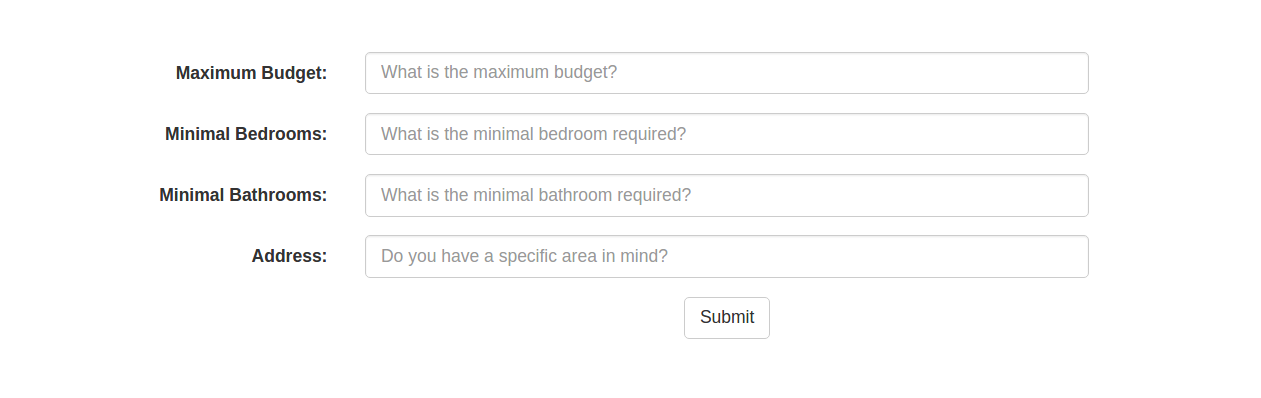 Maximum Budget: What is the maximum budget?
Minimal Bedrooms: What is the minimal bedroom required?
Minimal Bathrooms: What is the minimal bathroom required?
Address: Do you have a specific area in mind?
Submit